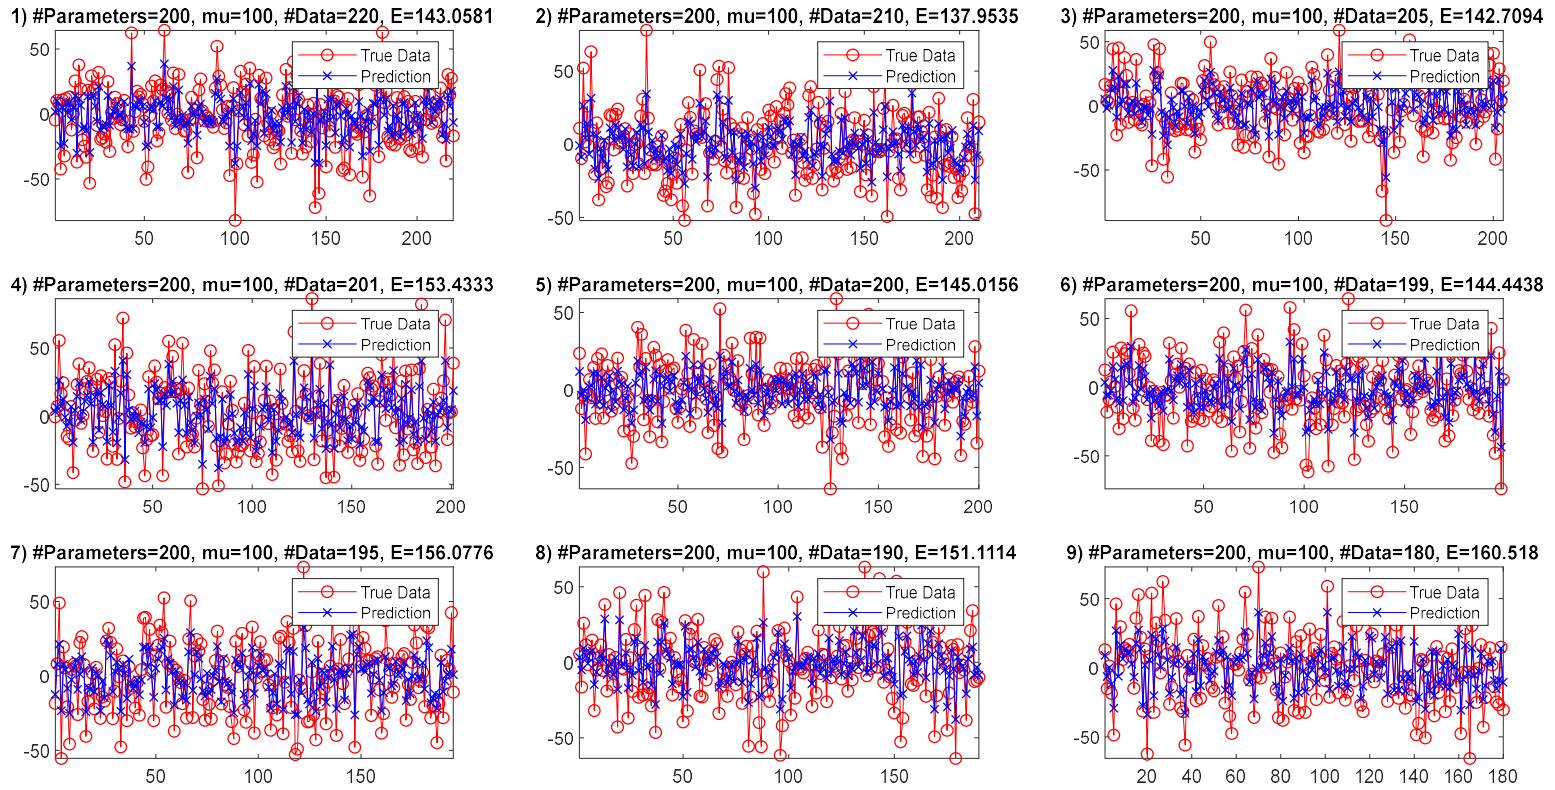 1) #Parameters=200, mu=100, #Data=220, E=143.0581
True Data
Prediction
50
0
-50
50
100
150
200
2) #Parameters=200, mu=100, #Data=210, E=137.9535
True Data
Prediction
50
0
-50
50
100
150
200
3) #Parameters=200, mu=100, #Data=205, E=142.7094
True Data
Prediction
50
0
-50
50
100
150
200
4) #Parameters=200, mu=100, #Data=201, E=153.4333
True Data
Prediction
50
0
-50
50
100
150
200
5) #Parameters=200, mu=100, #Data=200, E=145.0156
True Data
Prediction
50
0
-50
50
100
150
200
6) #Parameters=200, mu=100, #Data=199, E=144.4438
True Data
Prediction
50
0
-50
50
100
150
7) #Parameters=200, mu=100, #Data=195, E=156.0776
True Data
Prediction
50
0
-50
50
100
150
8) #Parameters=200, mu=100, #Data=190, E=151.1114
True Data
Prediction
50
0
-50
50
100
150
9) #Parameters=200, mu=100, #Data=180, E=160.518
True Data
Prediction
50
0
-50
20
40
60
80
100
120
140
160
180